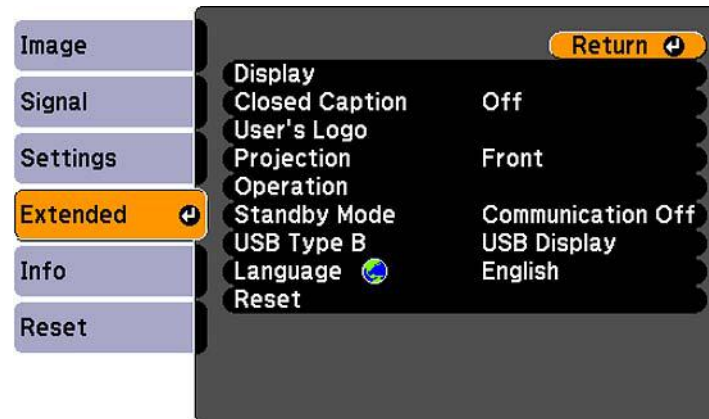 Image
Signal
Settings
Extended
Info
Reset
Return
Display
Closed Caption Off
User's Logo
Projection Front
Operation
Standby Mode Communication Off
USB Type B USB Display
Language English
Reset